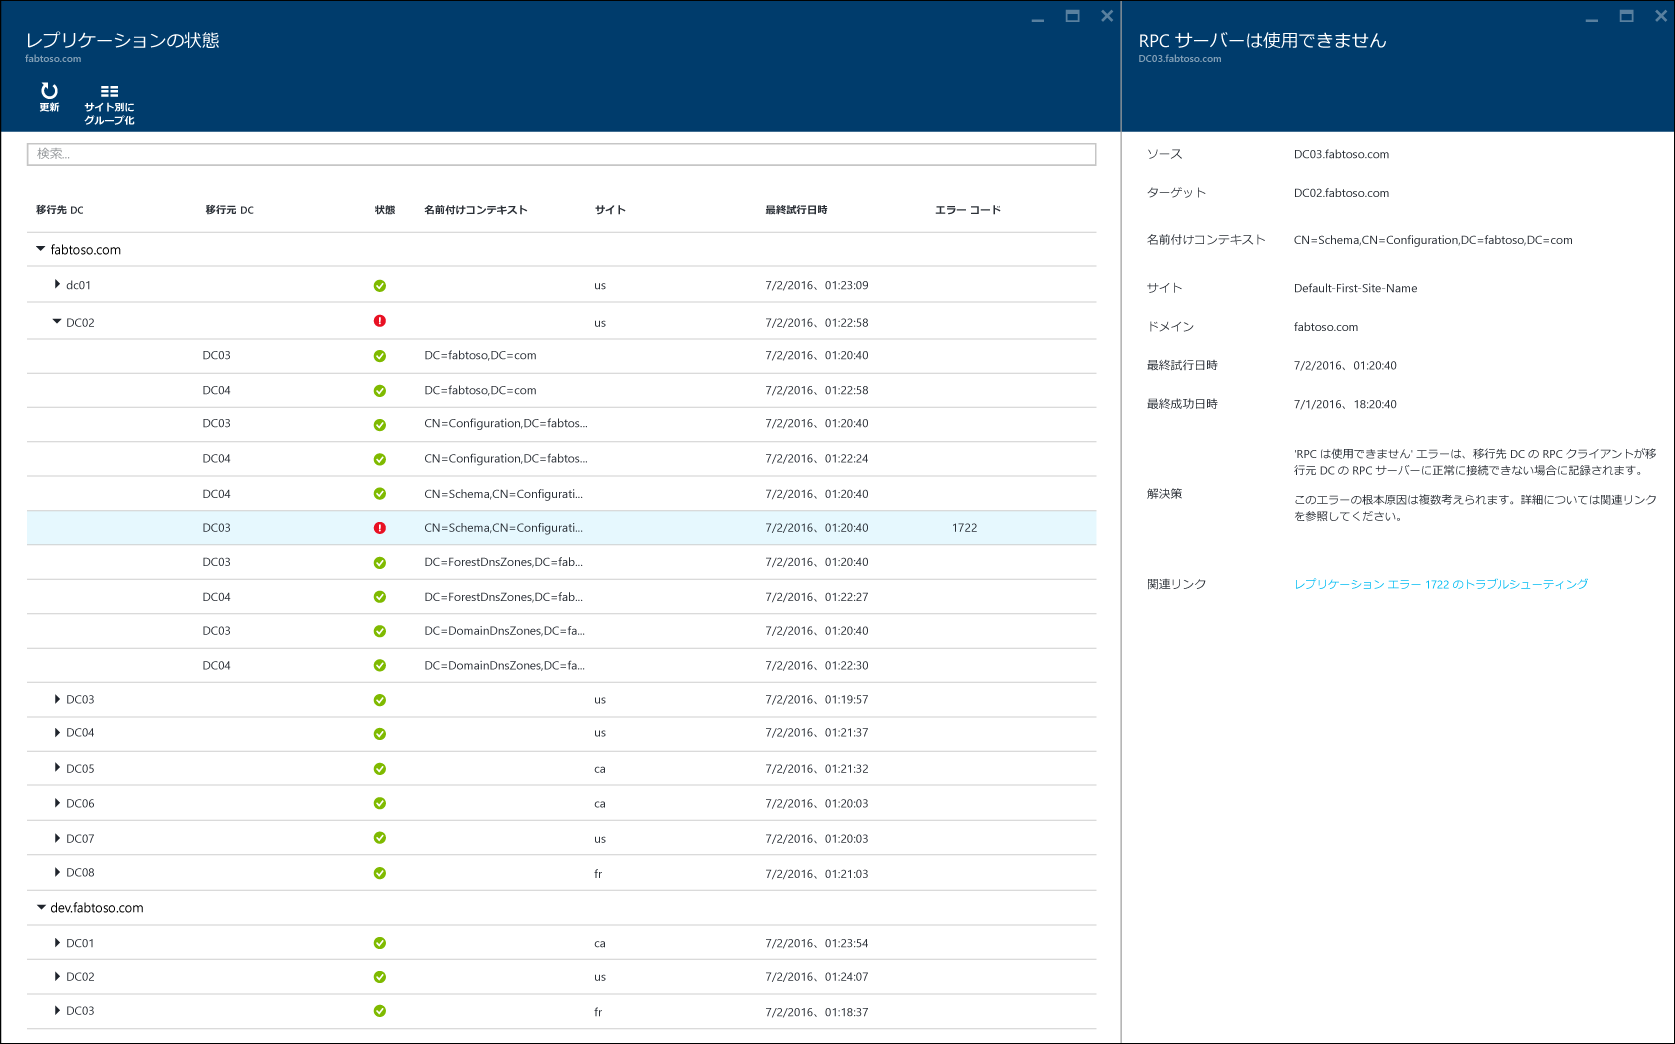 レプリケーションの状態
fabtoso.com
更新
サイト別に
グループ化
検索...
移行先 DC 移行元 DC 状態 名前付けコンテキスト サイト 最終試行日時 エラー コード
fabtoso.com
dc01 us 7/2/2016、01:23:09
DC02 us 7/2/2016、01:22:58
DC03 DC=fabtoso,DC=com 7/2/2016、01:20:40
DC04 DC=fabtoso,DC=com 7/2/2016、01:22:58
DC03 CN=Configuration,DC=fabtos... 7/2/2016、01:20:40
DC04 CN=Configuration,DC=fabtos... 7/2/2016、01:22:24
DC04 CN=Schema,CN=Configurati... 7/2/2016、01:20:40
DC03 CN=Schema,CN=Configurati... 7/2/2016、01:20:40 1722
DC03 DC=ForestDnsZones,DC=fab... 7/2/2016、01:20:40
DC04 DC=ForestDnsZones,DC=fab... 7/2/2016、01:22:27
DC03 DC=DomainDnsZones,DC=fa... 7/2/2016、01:20:40
DC04 DC=DomainDnsZones,DC=fa... 7/2/2016、01:22:30
DC03 us 7/2/2016、01:19:57
DC04 us 7/2/2016、01:21:37
DC05 ca 7/2/2016、01:21:32
DC06 ca 7/2/2016、01:20:03
DC07 us 7/2/2016、01:20:03
DC08 fr 7/2/2016、01:21:03
dev.fabtoso.com
DC01 ca 7/2/2016、01:23:54
DC02 us 7/2/2016、01:24:07
DC03 fr 7/2/2016、01:18:37
RPC サーバーは使用できません
DC03.fabtoso.com
ソース DC03.fabtoso.com
ターゲット DC02.fabtoso.com
名前付けコンテキスト CN=Schema,CN=Configuration,DC=fabtoso,DC=com
サイト Default-First-Site-Name
ドメイン fabtoso.com
最終試行日時 7/2/2016、01:20:40
最終成功日時 7/1/2016、18:20:40
解決策
'RPC は使用できません' エラーは、移行先 DC の RPC クライアントが移
行元 DC の RPC サーバーに正常に接続できない場合に記録されます。
このエラーの根本原因は複数考えられます。詳細については関連リンク
を参照してください。
関連リンク レプリケーション エラー 1722 のトラブルシューティング